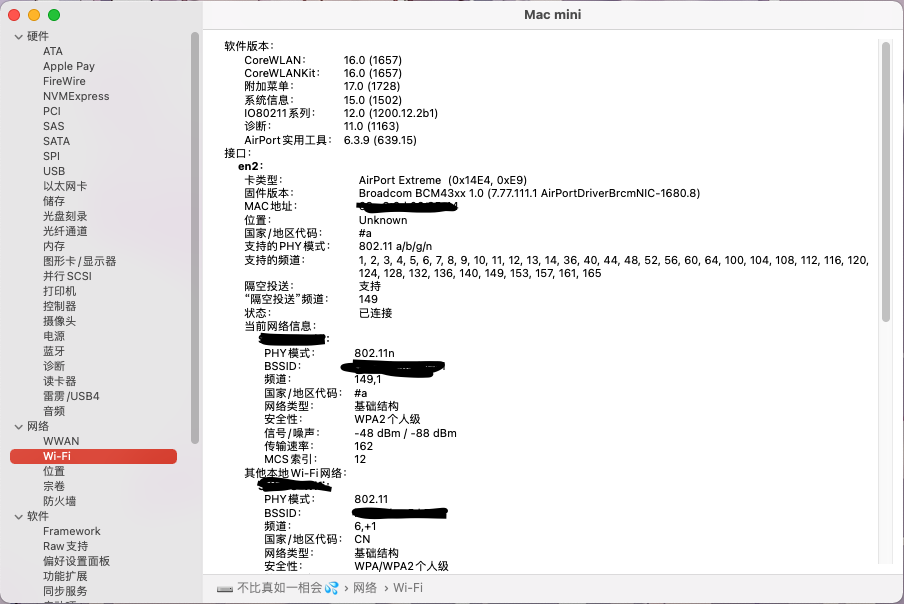 Mac mini
硬件
ATA
Apple Pay
FireWire
NVMExpress
PCI
SAS
SATA
SPI
USB
以太网卡
储存
光盘刻录
光纤通道
内存
图形卡/显示器
并行SCSI
打印机
控制器
摄像头
电源
蓝牙
诊断
读卡器
雷雳/USB4
音频
网络
WWAN
Wi-Fi
位置
宗卷
防火墙
软件
Framework
Raw支持
偏好设置面板
功能扩展
同步服务
软件版本：
CoreWLAN： 16.0 (1657)
CoreWLANKit： 16.0 (1657)
附加菜单： 17.0 (1728)
系统信息： 15.0 (1502)
IO80211系列： 12.0 (1200.12.2b1)
诊断： 11.0 (1163)
AirPort实用工具： 6.3.9 (639.15)
接口：
en2：
卡类型： AirPort Extreme (0x14E4, 0xE9)
固件版本： Broadcom BCM43xx 1.0 (7.77.111.1 AirPortDriverBrcmNIC-1680.8)
MAC地址：
位置： Unknown
国家/地区代码： #a
支持的PHY模式： 802.11 a/b/g/n
支持的频道： 1, 2, 3, 4, 5, 6, 7, 8, 9, 10, 11, 12, 13, 14, 36, 40, 44, 48, 52, 56, 60, 64, 100, 104, 108, 112, 116, 120,
124, 128, 132, 136, 140, 149, 153, 157, 161, 165
隔空投送： 支持
“隔空投送”频道： 149
状态： 已连接
当前网络信息：
PHY模式： 802.11n
BSSID：
频道： 149,1
国家/地区代码： #a
网络类型： 基础结构
安全性： WPA2个人级
信号/噪声： -48 dBm / -88 dBm
传输速率： 162
MCS索引： 12
其他本地Wi-Fi网络：
PHY模式： 802.11
BSSID：
频道： 6,+1
国家/地区代码： CN
网络类型： 基础结构
安全性： WPA/WPA2个人级
不比真如一相会💦 › 网络 › Wi-Fi